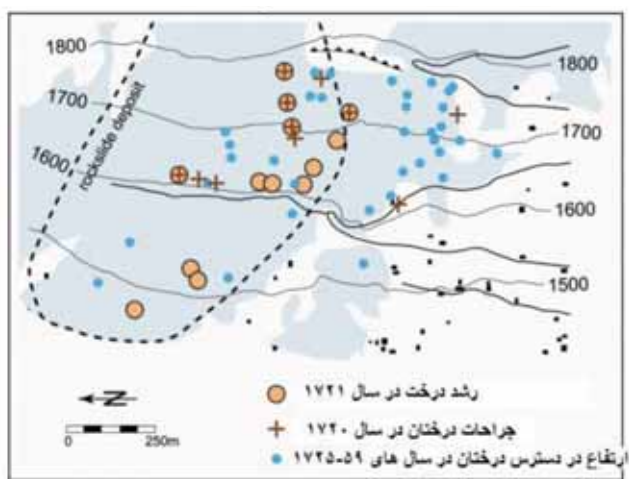 1800
1800
1700
rockslide deposit
1700
1600
1600
1500
N
0 250m
رشد درخت در سال ۱۷۲۱
جراحات درختان در سال ۱۷۲۰
ارتفاع در دسترس درختان در سال های ۵۹-۱۷۲۵